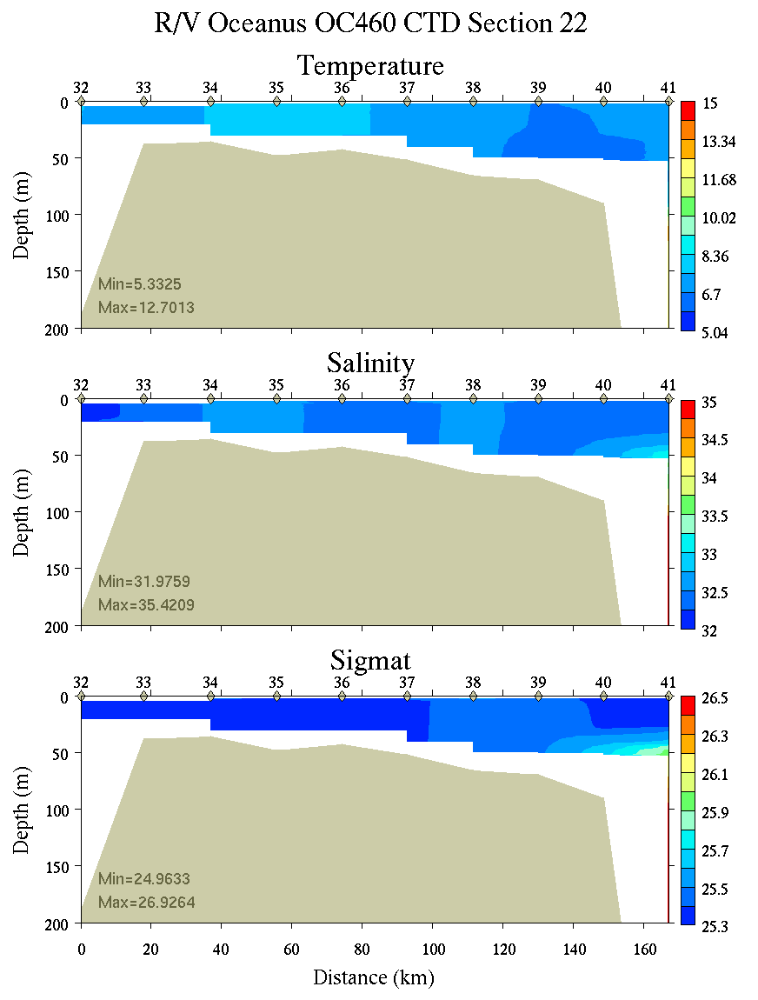 R/V Oceanus OC460 CTD Section 22
Temperature
32 33 34 35 36 37 38 39 40 41
0
50
100
150
200
Depth (m)
Min=5.3325
Max=12.7013
15
13.34
11.68
10.02
8.36
6.7
5.04
Salinity
32 33 34 35 36 37 38 39 40 41
0
50
100
150
200
Depth (m)
Min=31.9759
Max=35.4209
35
34.5
34
33.5
33
32.5
32
Sigmat
32 33 34 35 36 37 38 39 40 41
0
50
100
150
200
Depth (m)
Min=24.9633
Max=26.9264
26.5
26.3
26.1
25.9
25.7
25.5
25.3
0 20 40 60 80 100 120 140 160
Distance (km)